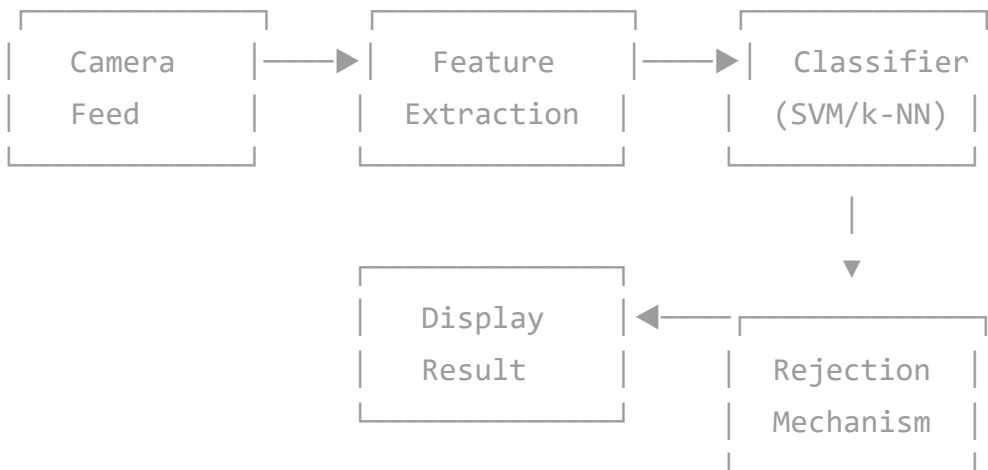 Camera
Feed
Feature
Extraction
Classifier
(SVM/k-NN)
Rejection
Mechanism
Display
Result